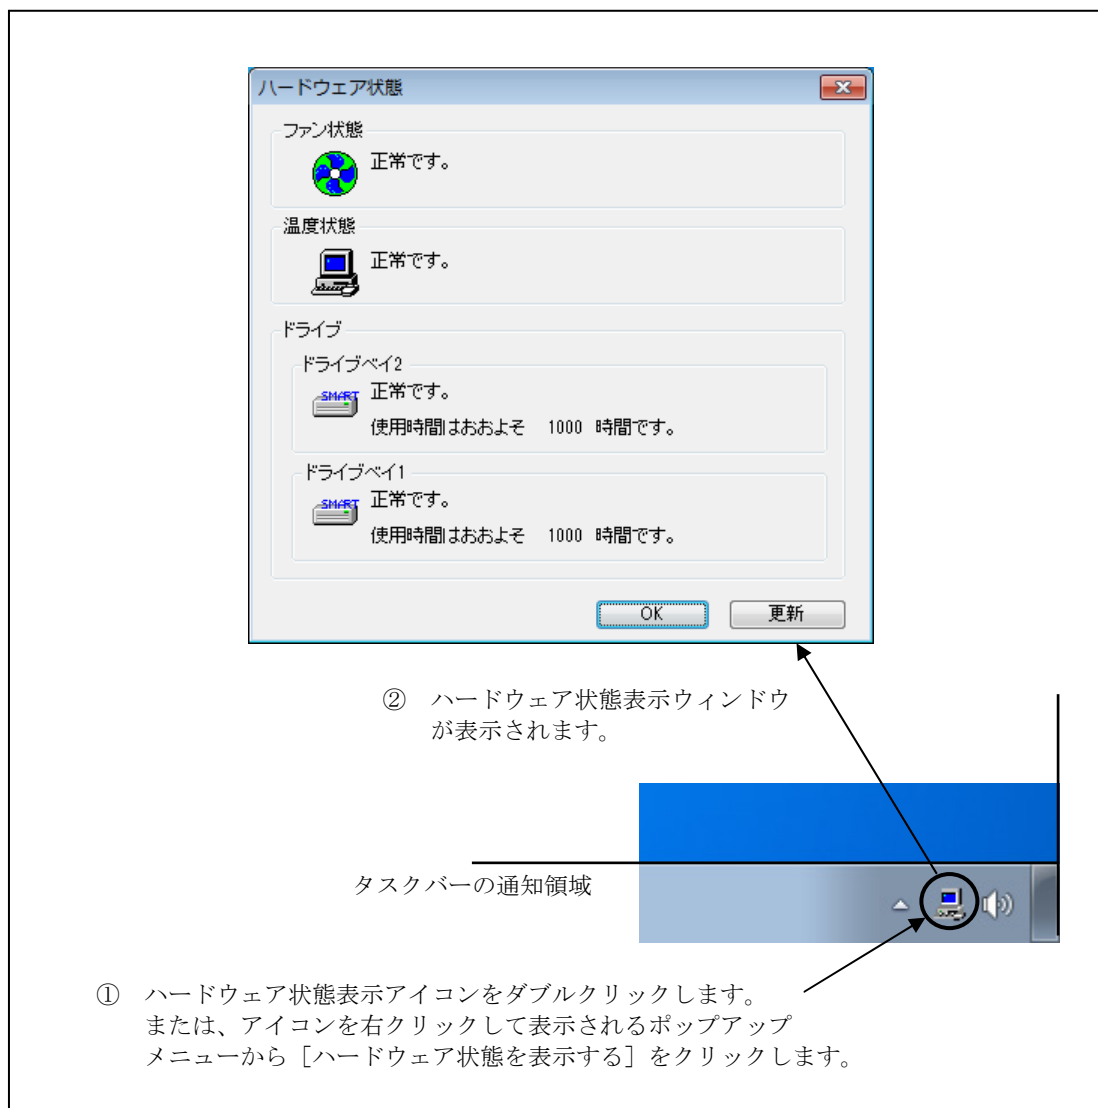 ハードウェア状態
ファン状態
正常です。
温度状態
正常です。
ドライブ
ドライブベイ2
SMART 正常です。
使用時間はおおよそ 1000 時間です。
ドライブベイ1
SMART 正常です。
使用時間はおおよそ 1000 時間です。
OK 更新
② ハードウェア状態表示ウィンドウ
が表示されます。
タスクバーの通知領域
① ハードウェア状態表示アイコンをダブルクリックします。
または、アイコンを右クリックして表示されるポップアップ
メニューから［ハードウェア状態を表示する］をクリックします。